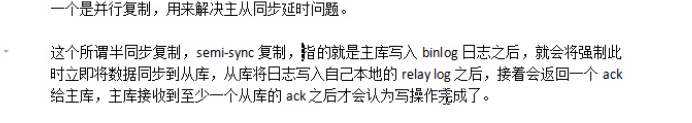 一个是并行复制，用来解决主从同步延时问题。
这个所谓半同步复制，semi-sync 复制，指的就是主库写入 binlog 日志之后，就会将强制此
时立即将数据同步到从库，从库将日志写入自己本地的 relay log 之后，接着会返回一个 ack
给主库，主库接收到至少一个从库的 ack 之后才会认为写操作完成了。